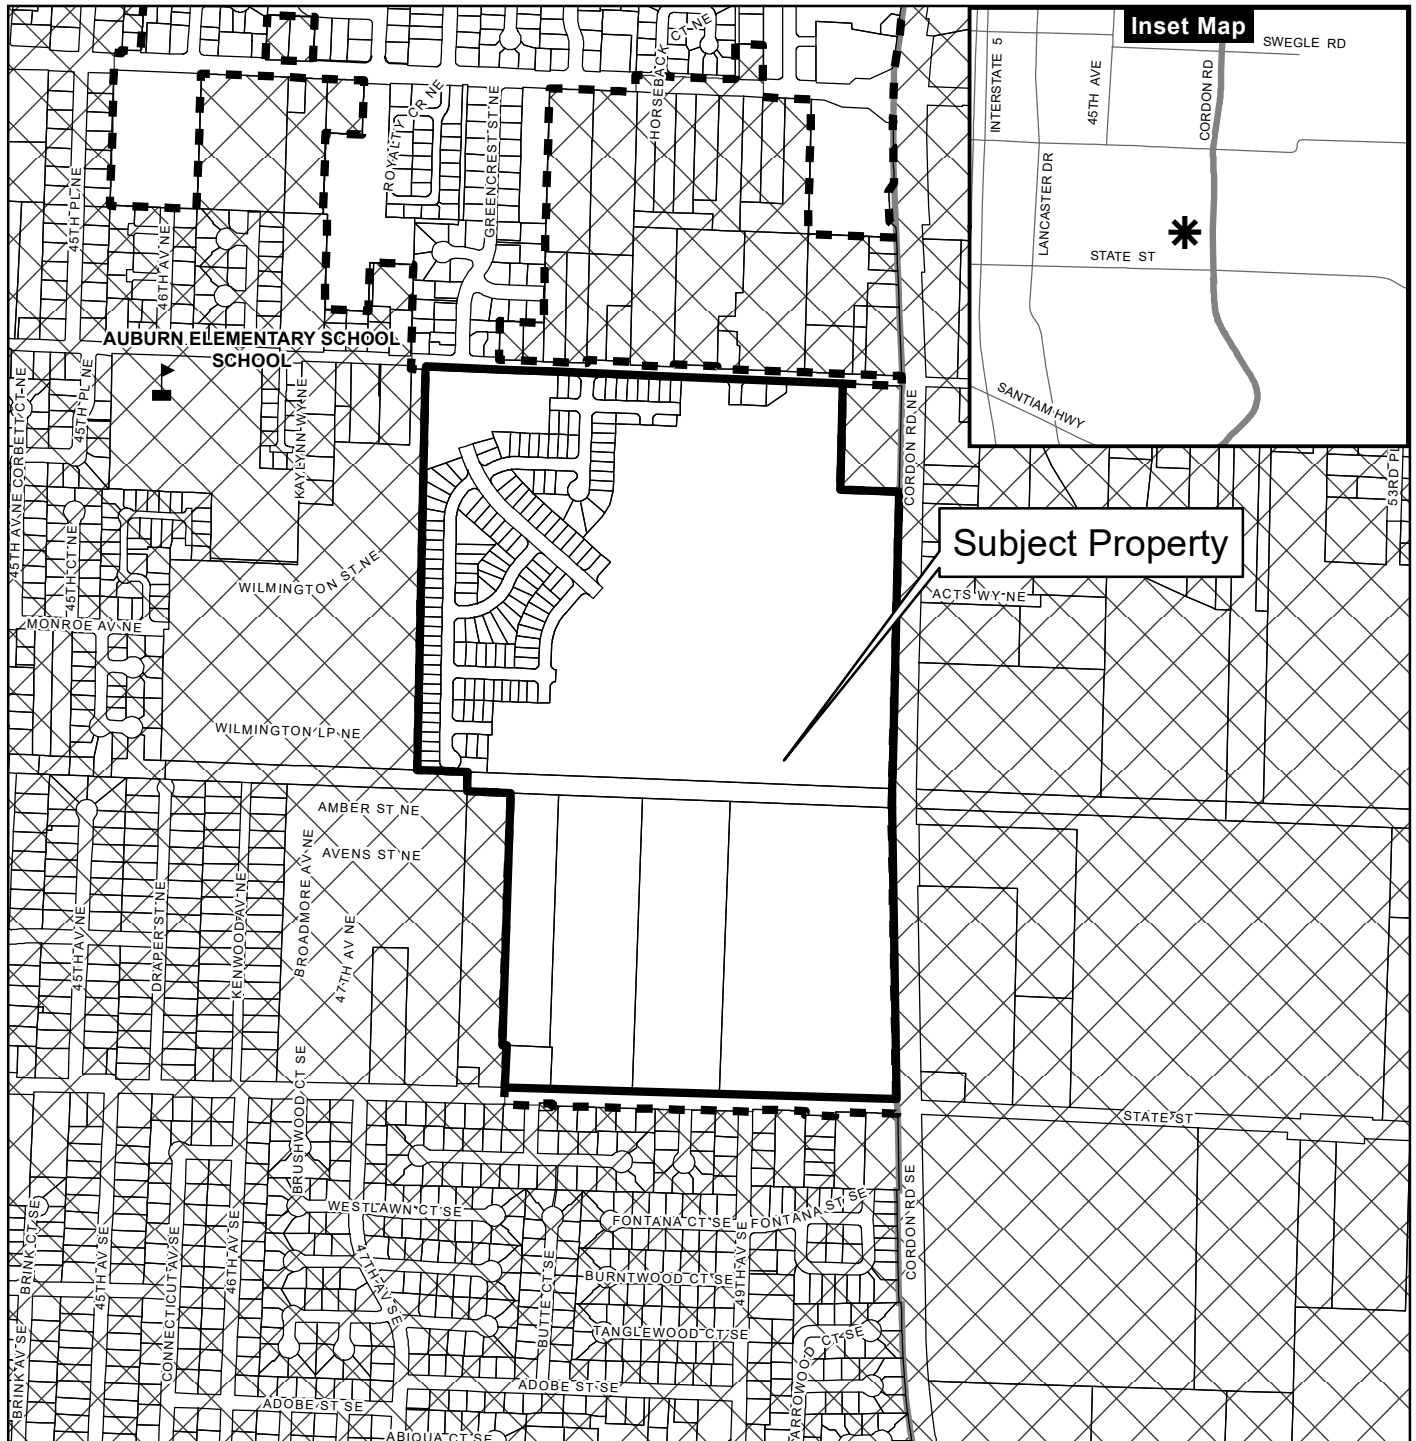 Inset Map
SWEGLE RD
INTERSTATE 5
45TH AVE
CORDON RD
LANCASTER DR
STATE ST
SANTIAM HWY
HORSEBACK CT NE
ROYALTY CR NE
GREENCREST ST NE
45TH PL NE
46TH AV NE
AUBURN ELEMENTARY SCHOOL
SCHOOL
45TH PL NE
KAYLYNN WY NE
CORBETT CT NE
45TH AV NE
45TH CT NE
CORDON RD NE
53RD PL
Subject Property
WILMINGTON ST NE
ACTS WY NE
MONROE AV NE
WILMINGTON LP NE
AMBER ST NE
AVENS ST NE
BROADMORE AV NE
45TH AV NE
DRAPER ST NE
KENWOOD AV NE
47TH AV NE
BRUSHWOOD CT SE
STATE ST
WESTLAWN CT SE
FONTANA CT SE
FONTANA ST SE
CORDON RD SE
BRINK CT SE
45TH AV SE
CONNECTICUT AV SE
46TH AV SE
47TH AV SE
BUTTE CT SE
BURNTWOOD CT SE
49TH AV SE
TANGLEWOOD CT SE
ARROWOOD CT SE
BRINK AV SE
ADOBE ST SE
ADOBE ST SE
ABIQUA CT SE